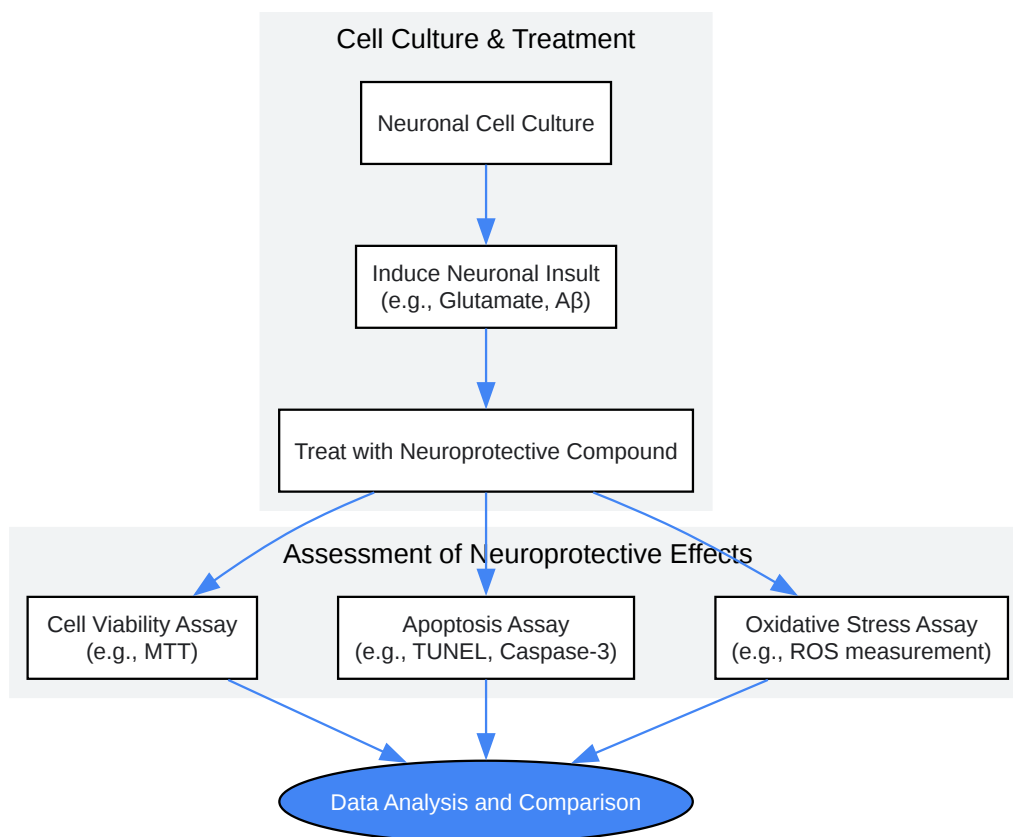 Cell Culture & Treatment
Neuronal Cell Culture
Induce Neuronal Insult
(e.g., Glutamate, Aβ)
Treat with Neuroprotective Compound
Assessment of Neuroprotective Effects
Cell Viability Assay
(e.g., MTT)
Apoptosis Assay
(e.g., TUNEL, Caspase-3)
Oxidative Stress Assay
(e.g., ROS measurement)
Data Analysis and Comparison